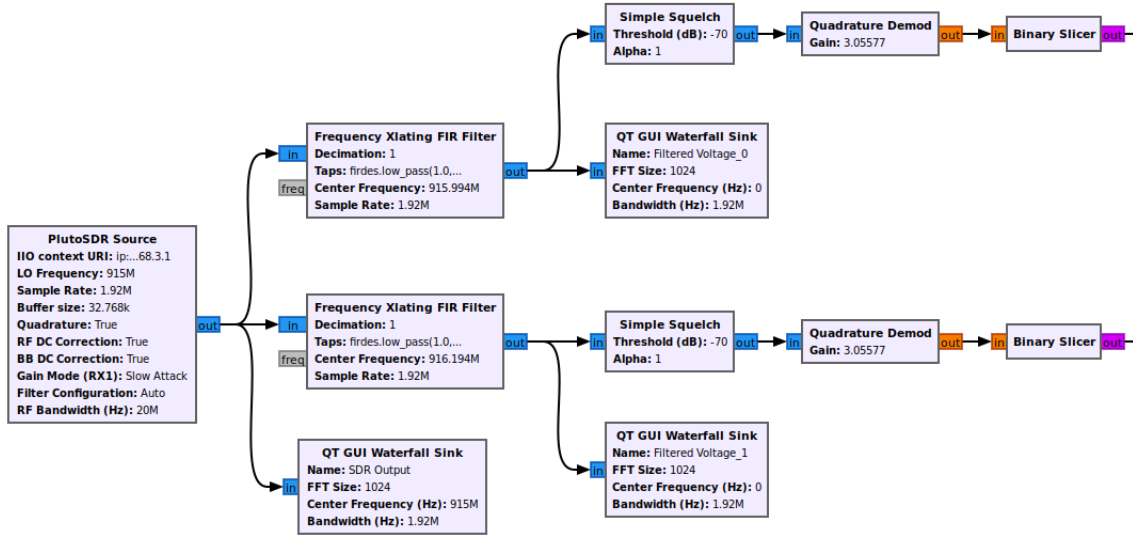 Simple Squelch
in
Threshold (dB): -70
out
Alpha: 1
Quadrature Demod
in
Gain: 3.05577
out
in
Binary Slicer
out
Frequency Xlating FIR Filter
in
Decimation: 1
Taps: firdes.low_pass(1.0,...
out
freq
Center Frequency: 915.994M
Sample Rate: 1.92M
QT GUI Waterfall Sink
Name: Filtered Voltage_0
in
FFT Size: 1024
Center Frequency (Hz): 0
Bandwidth (Hz): 1.92M
PlutoSDR Source
IIO context URI: ip:...68.3.1
LO Frequency: 915M
Sample Rate: 1.92M
Buffer size: 32.768k
Quadrature: True
out
RF DC Correction: True
BB DC Correction: True
Gain Mode (RX1): Slow Attack
Filter Configuration: Auto
RF Bandwidth (Hz): 20M
Frequency Xlating FIR Filter
in
Decimation: 1
Taps: firdes.low_pass(1.0,...
out
freq
Center Frequency: 916.194M
Sample Rate: 1.92M
Simple Squelch
in
Threshold (dB): -70
out
Alpha: 1
Quadrature Demod
in
Gain: 3.05577
out
in
Binary Slicer
out
QT GUI Waterfall Sink
Name: SDR Output
in
FFT Size: 1024
Center Frequency (Hz): 915M
Bandwidth (Hz): 1.92M
QT GUI Waterfall Sink
Name: Filtered Voltage_1
in
FFT Size: 1024
Center Frequency (Hz): 0
Bandwidth (Hz): 1.92M